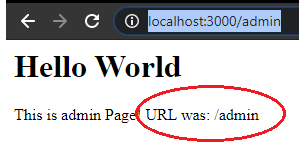 localhost:3000/admin
Hello World
This is admin Page! URL was: /admin